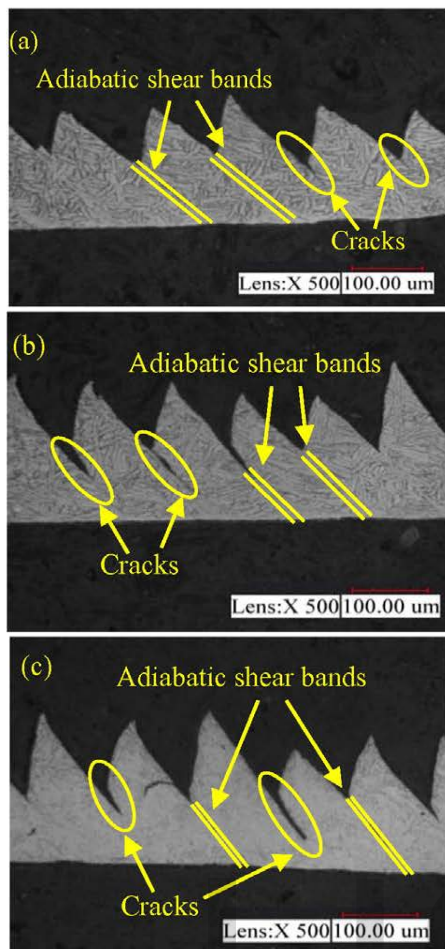 (a)
Adiabatic shear bands
Cracks
Lens:X 500 100.00 um
(b)
Adiabatic shear bands
Cracks
Lens:X 500 100.00 um
(c)
Adiabatic shear bands
Cracks
Lens:X 500 100.00 um